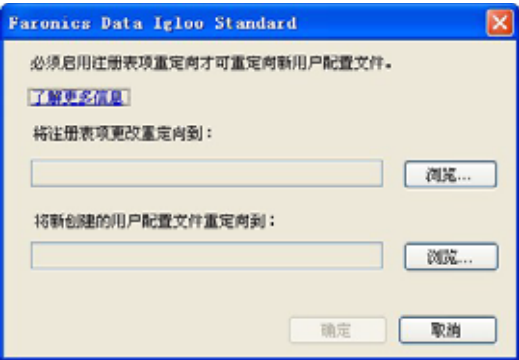 Faronics Data Igloo Standard
必须启用注册表项重定向才可重定向新用户配置文件。
了解更多信息
将注册表项更改重定向到：
浏览...
将新创建的用户配置文件重定向到：
浏览...
确定
取消